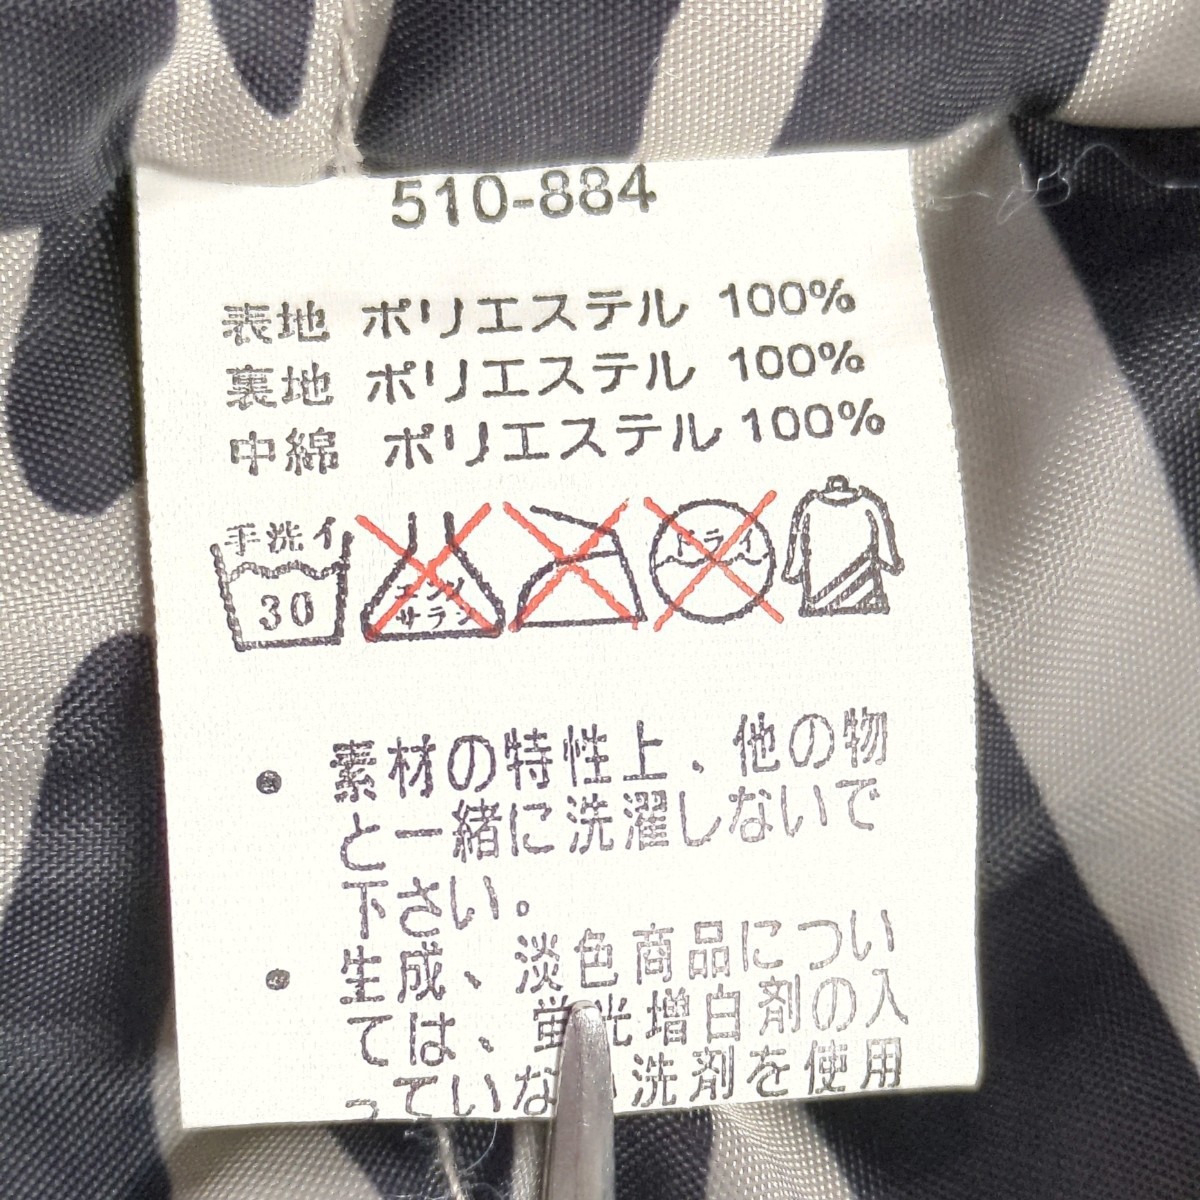 510-884
表地 ポリエステル 100%
裏地 ポリエステル 100%
中綿 ポリエステル 100%
手洗イ
30
エンソ
サラシ
ドライ
・ 素材の特性上、他の物
と一緒に洗濯しないで
下さい。
・ 生成、淡色商品につい
ては、蛍光増白剤の入
っていない洗剤を使用